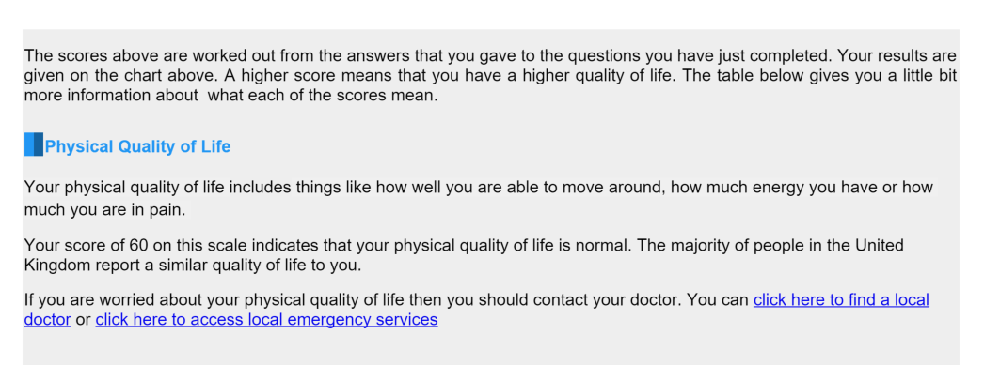 The scores above are worked out from the answers that you gave to the questions you have just completed. Your results are
given on the chart above. A higher score means that you have a higher quality of life. The table below gives you a little bit
more information about  what each of the scores mean.
Physical Quality of Life
Your physical quality of life includes things like how well you are able to move around, how much energy you have or how
much you are in pain.
Your score of 60 on this scale indicates that your physical quality of life is normal. The majority of people in the United
Kingdom report a similar quality of life to you.
If you are worried about your physical quality of life then you should contact your doctor. You can click here to find a local
doctor or click here to access local emergency services